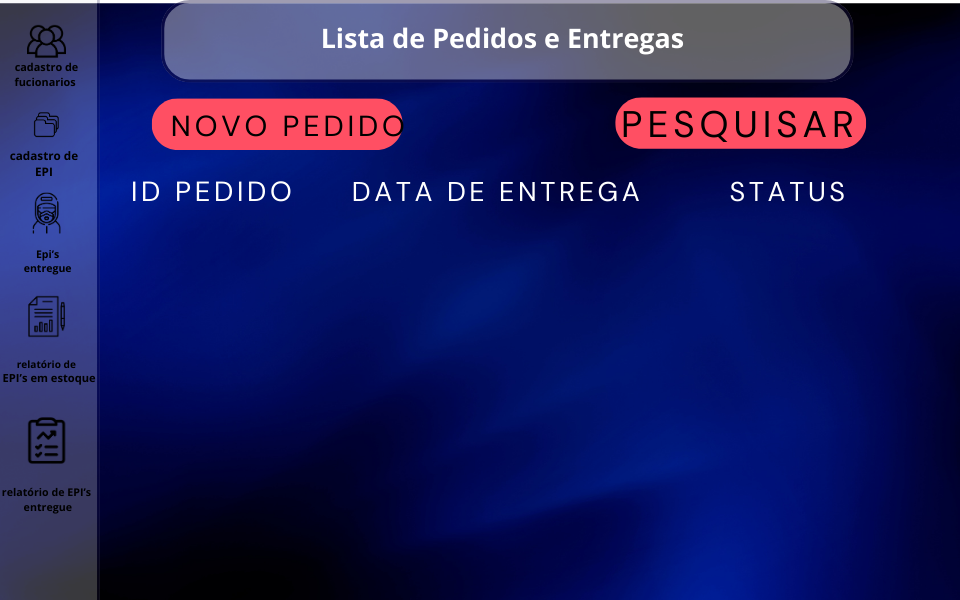 Lista de Pedidos e Entregas
NOVO PEDIDO
PESQUISAR
ID PEDIDO
DATA DE ENTREGA
STATUS
cadastro de
fucionarios
cadastro de
EPI
Epi's
entregue
relatório de
EPI's em estoque
relatório de EPI's
entregue